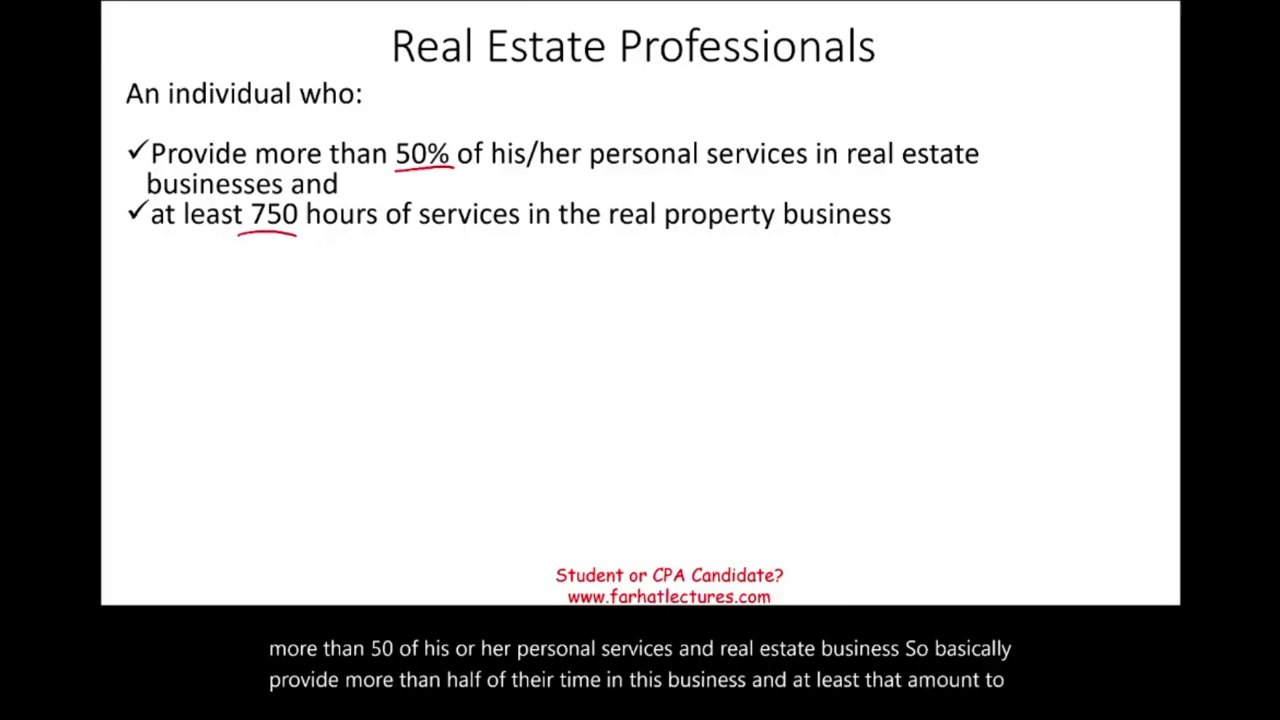 Real Estate Professionals
An individual who:
✓Provide more than 50% of his/her personal services in real estate
businesses and
✓at least 750 hours of services in the real property business
Student or CPA Candidate?
www.farhatlectures.com
more than 50 of his or her personal services and real estate business So basically
provide more than half of their time in this business and at least that amount to